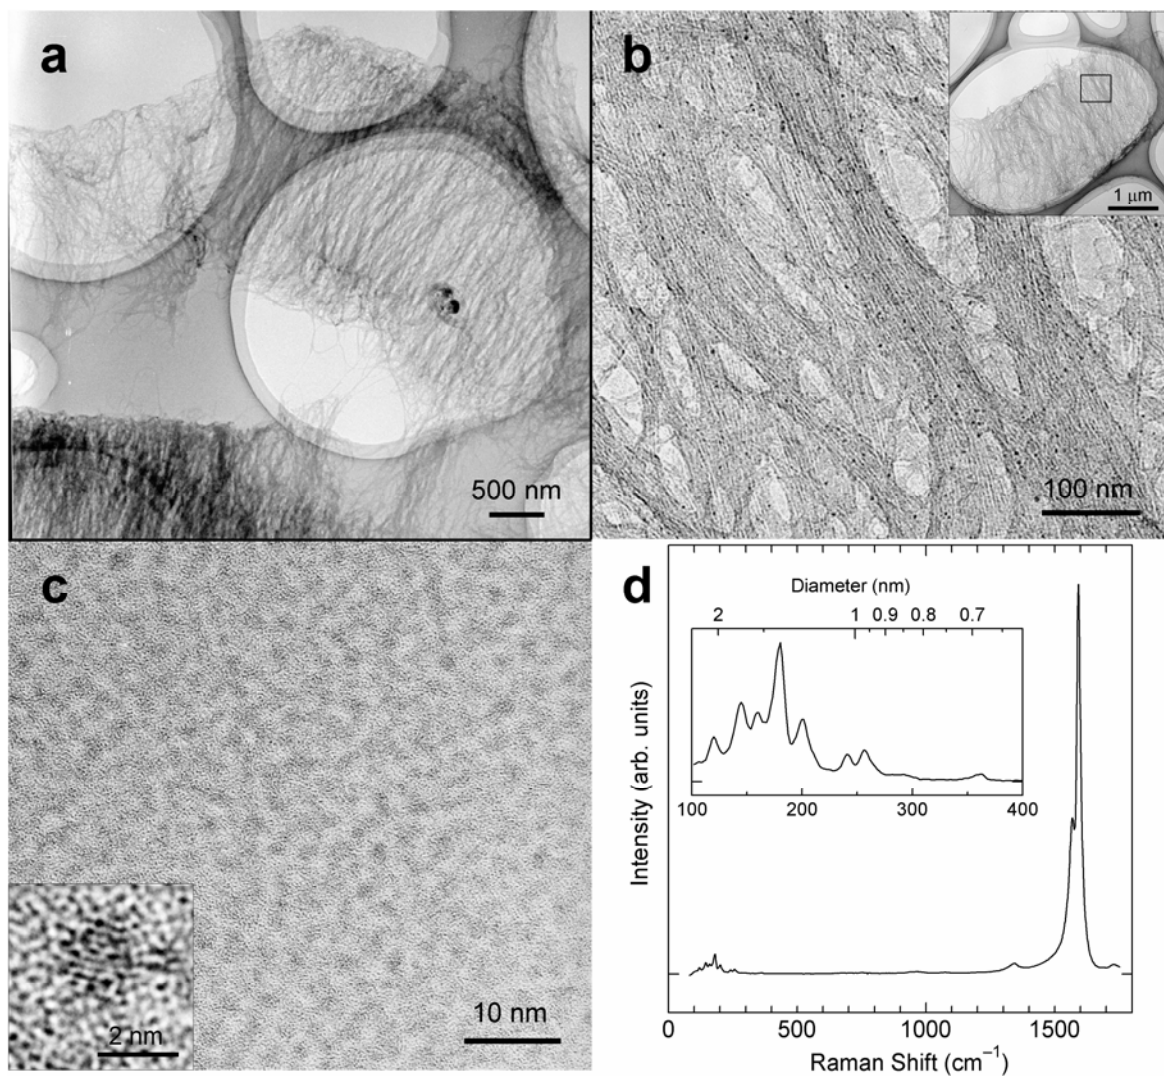 a
500 nm
b
1 μm
100 nm
c
2 nm
10 nm
d
Diameter (nm)
2 1 0.9 0.8 0.7
100 200 300 400
Intensity (arb. units)
0 500 1000 1500
Raman Shift (cm⁻¹)